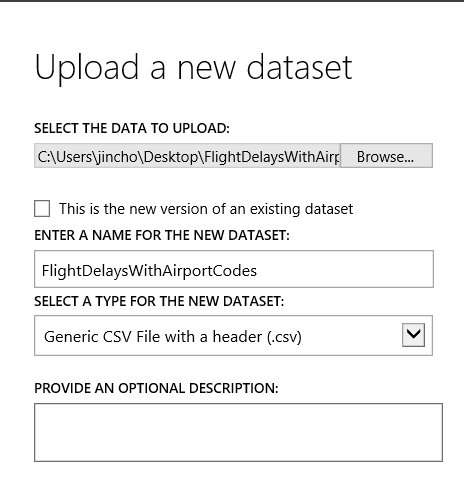 Upload a new dataset
SELECT THE DATA TO UPLOAD:
C:\Users\jincho\Desktop\FlightDelaysWithAirp Browse...
This is the new version of an existing dataset
ENTER A NAME FOR THE NEW DATASET:
FlightDelaysWithAirportCodes
SELECT A TYPE FOR THE NEW DATASET:
Generic CSV File with a header (.csv)
PROVIDE AN OPTIONAL DESCRIPTION: